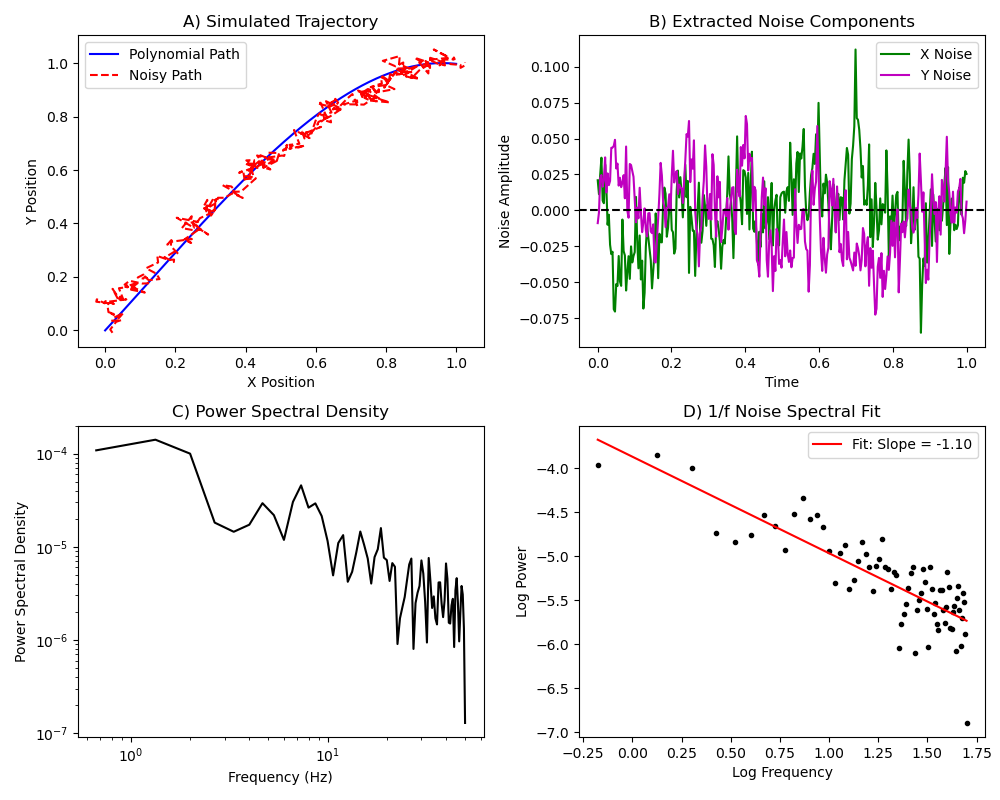 A) Simulated Trajectory
Polynomial Path
Noisy Path
1.0
0.8
0.6
0.4
0.2
0.0
Y Position
0.0 0.2 0.4 0.6 0.8 1.0
X Position
B) Extracted Noise Components
X Noise
Y Noise
0.100
0.075
0.050
0.025
0.000
−0.025
−0.050
−0.075
Noise Amplitude
0.0 0.2 0.4 0.6 0.8 1.0
Time
C) Power Spectral Density
10⁻⁴
10⁻⁵
10⁻⁶
10⁻⁷
Power Spectral Density
10⁰ 10¹
Frequency (Hz)
D) 1/f Noise Spectral Fit
Fit: Slope = -1.10
−4.0
−4.5
−5.0
−5.5
−6.0
−6.5
−7.0
Log Power
−0.25 0.00 0.25 0.50 0.75 1.00 1.25 1.50 1.75
Log Frequency